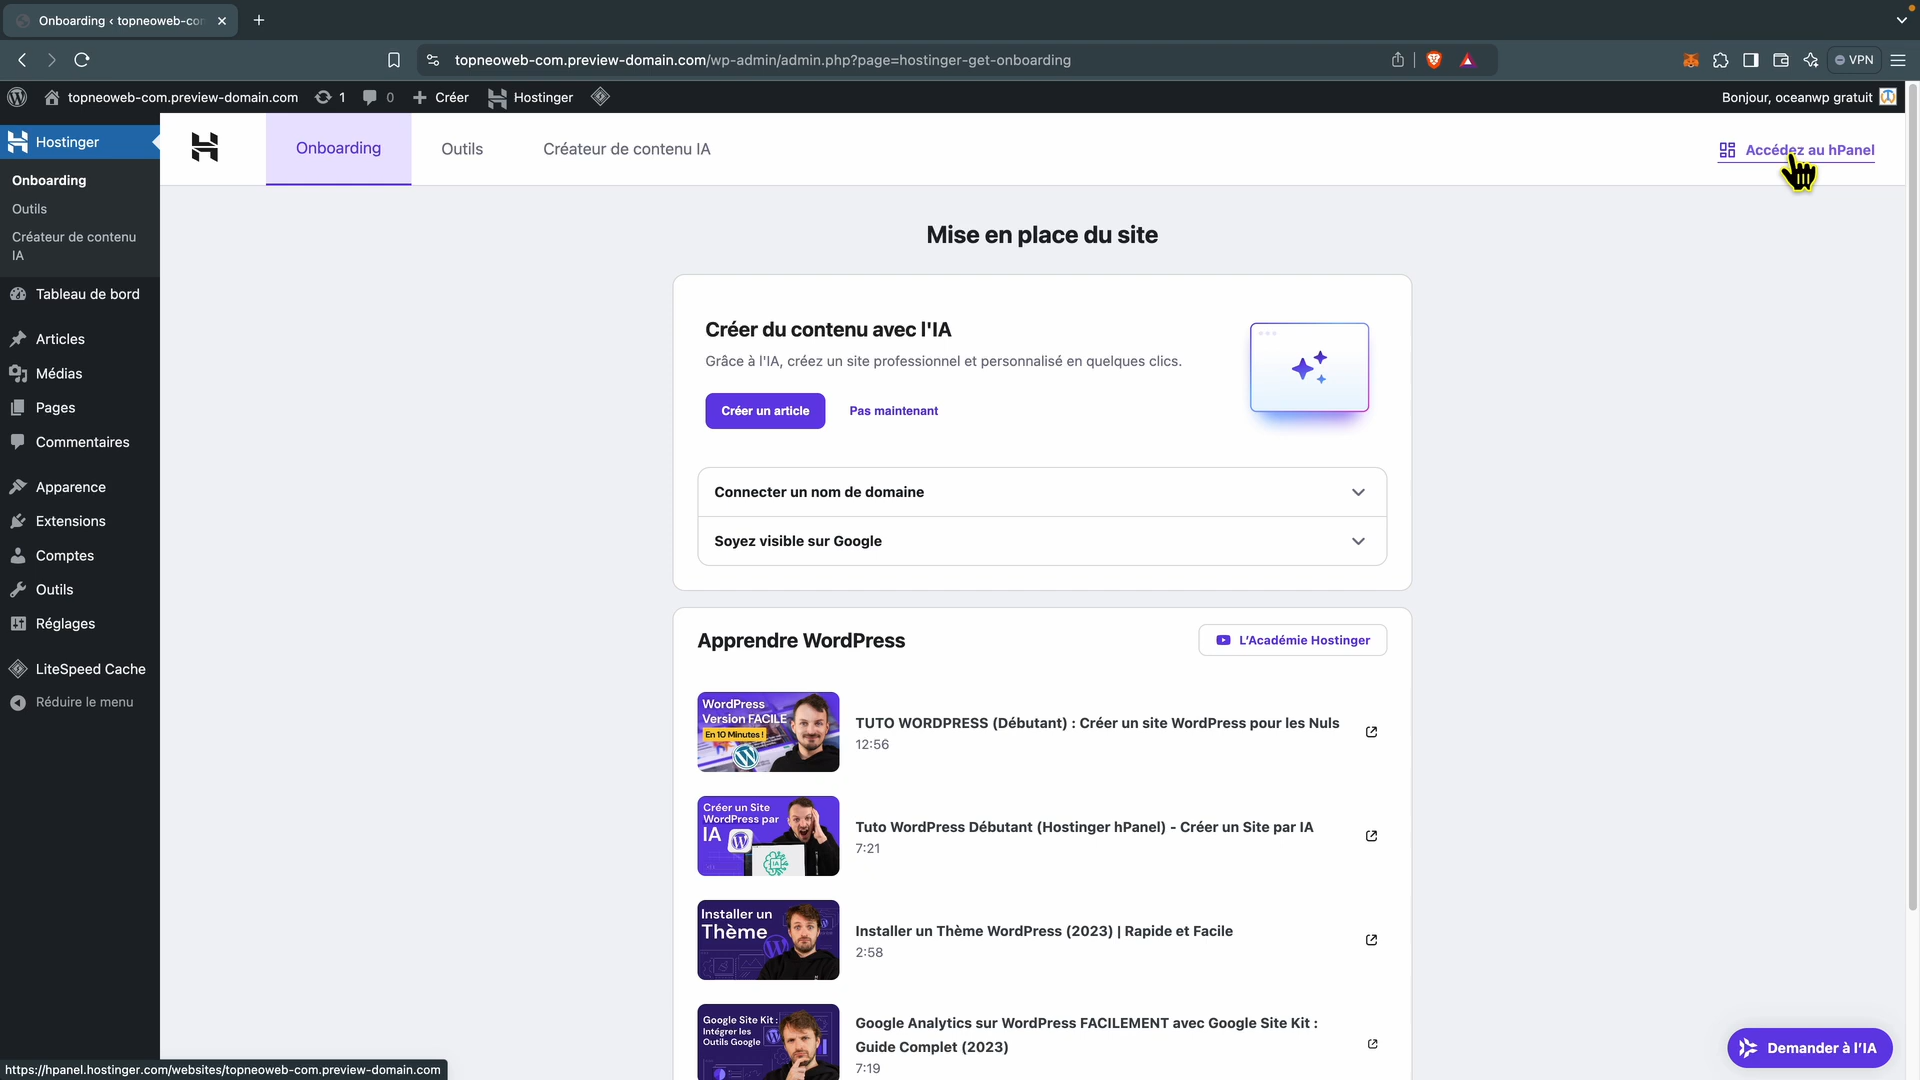 Onboarding ‹ topneoweb-cor
topneoweb-com.preview-domain.com/wp-admin/admin.php?page=hostinger-get-onboarding
VPN
topneoweb-com.preview-domain.com
1
0
Créer
Hostinger
Bonjour, oceanwp gratuit
Hostinger
Onboarding
Outils
Créateur de contenu IA
Accédez au hPanel
Onboarding
Outils
Créateur de contenu
IA
Tableau de bord
Articles
Médias
Pages
Commentaires
Apparence
Extensions
Comptes
Outils
Réglages
LiteSpeed Cache
Réduire le menu
Mise en place du site
Créer du contenu avec l'IA
Grâce à l'IA, créez un site professionnel et personnalisé en quelques clics.
Créer un article
Pas maintenant
Connecter un nom de domaine
Soyez visible sur Google
Apprendre WordPress
L'Académie Hostinger
WordPress
Version FACILE
En 10 Minutes !
TUTO WORDPRESS (Débutant) : Créer un site WordPress pour les Nuls
12:56
Créer un Site
WordPress par
IA
IA
Tuto WordPress Débutant (Hostinger hPanel) - Créer un Site par IA
7:21
Installer un
Thème
Installer un Thème WordPress (2023) | Rapide et Facile
2:58
Google Site Kit :
Intégrer les
Outils Google
Google Analytics sur WordPress FACILEMENT avec Google Site Kit :
Guide Complet (2023)
7:19
Demander à l'IA
https://hpanel.hostinger.com/websites/topneoweb-com.preview-domain.com